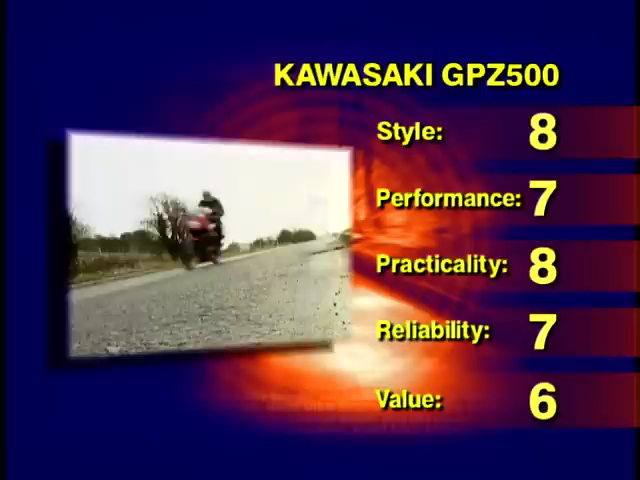 KAWASAKI GPZ500
Style: 8
Performance: 7
Practicality: 8
Reliability: 7
Value: 6